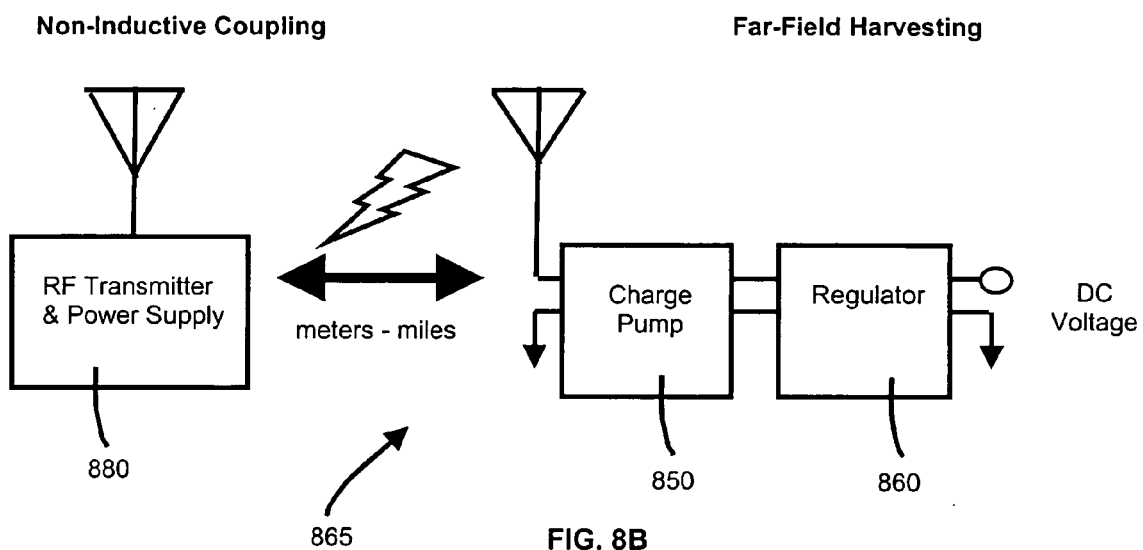 Non-Inductive Coupling
Far-Field Harvesting
RF Transmitter
& Power Supply
meters - miles
Charge
Pump
Regulator
DC
Voltage
880
865
850
860
FIG. 8B